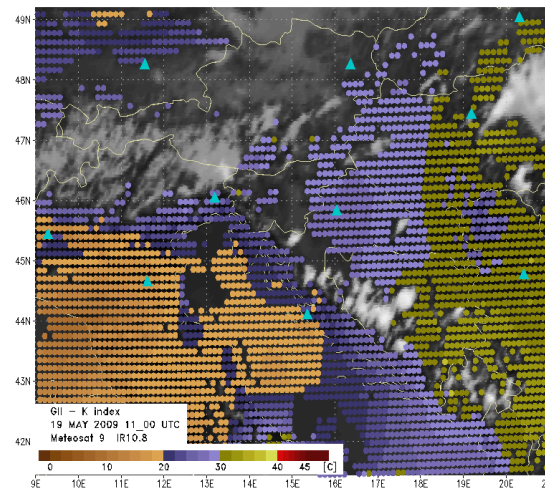 49N
48N
47N
46N
45N
44N
43N
42N
GII - K index
19 MAY 2009 11_00 UTC
Meteosat 9 IR10.8
0 10 20 30 40 45 [C]
9E 10E 11E 12E 13E 14E 15E 16E 17E 18E 19E 20E